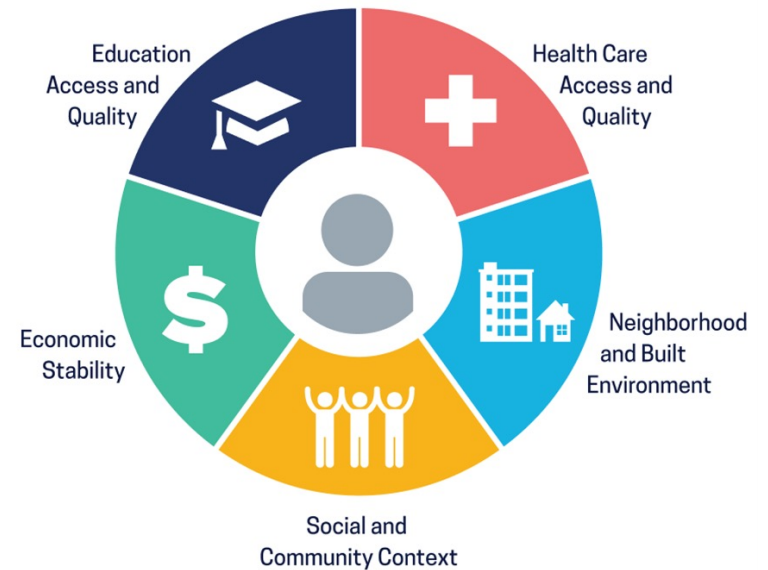 Education
Access and
Quality
Health Care
Access and
Quality
Economic
Stability
Neighborhood
and Built
Environment
Social and
Community Context